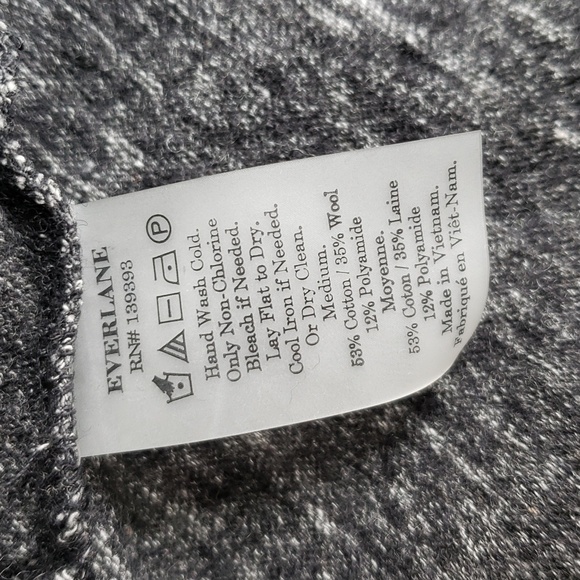 EVERLANE
RN# 139393
P
Hand Wash Cold.
Only Non-Chlorine
Bleach if Needed.
Lay Flat to Dry.
Cool Iron if Needed.
Or Dry Clean.
Medium.
53% Cotton / 35% Wool
12% Polyamide
Moyenne.
53% Coton / 35% Laine
12% Polyamide
Made in Vietnam.
Fabriqué en Viêt-Nam.